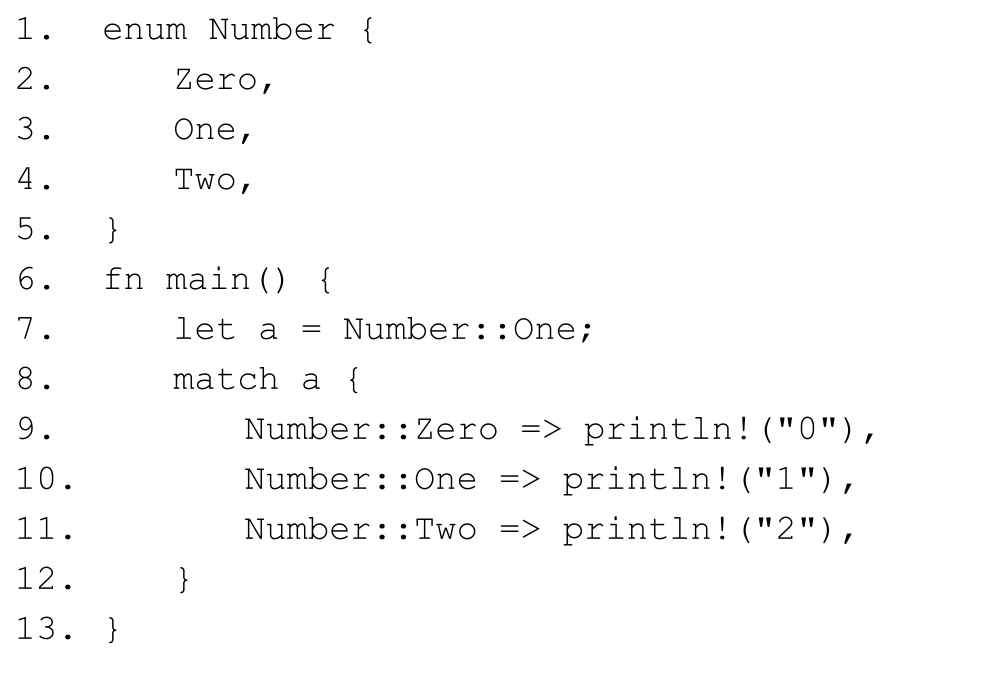 1. enum Number {
2.     Zero,
3.     One,
4.     Two,
5. }
6. fn main() {
7.     let a = Number::One;
8.     match a {
9.         Number::Zero => println!("0"),
10.         Number::One => println!("1"),
11.         Number::Two => println!("2"),
12.     }
13. }